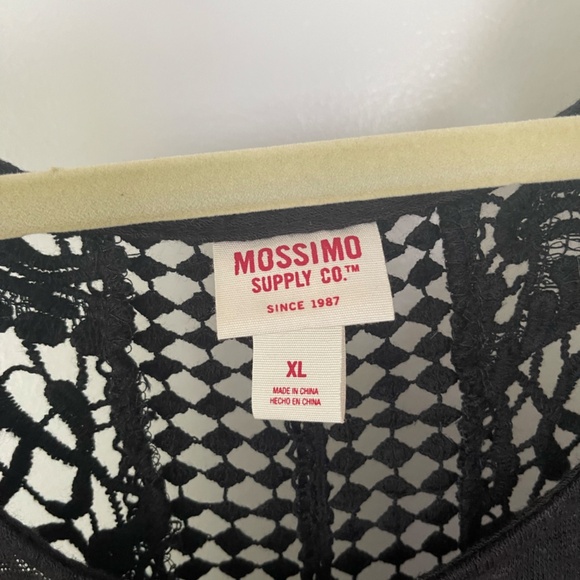 MOSSIMO
SUPPLY CO.™
SINCE 1987
XL
MADE IN CHINA
HECHO EN CHINA